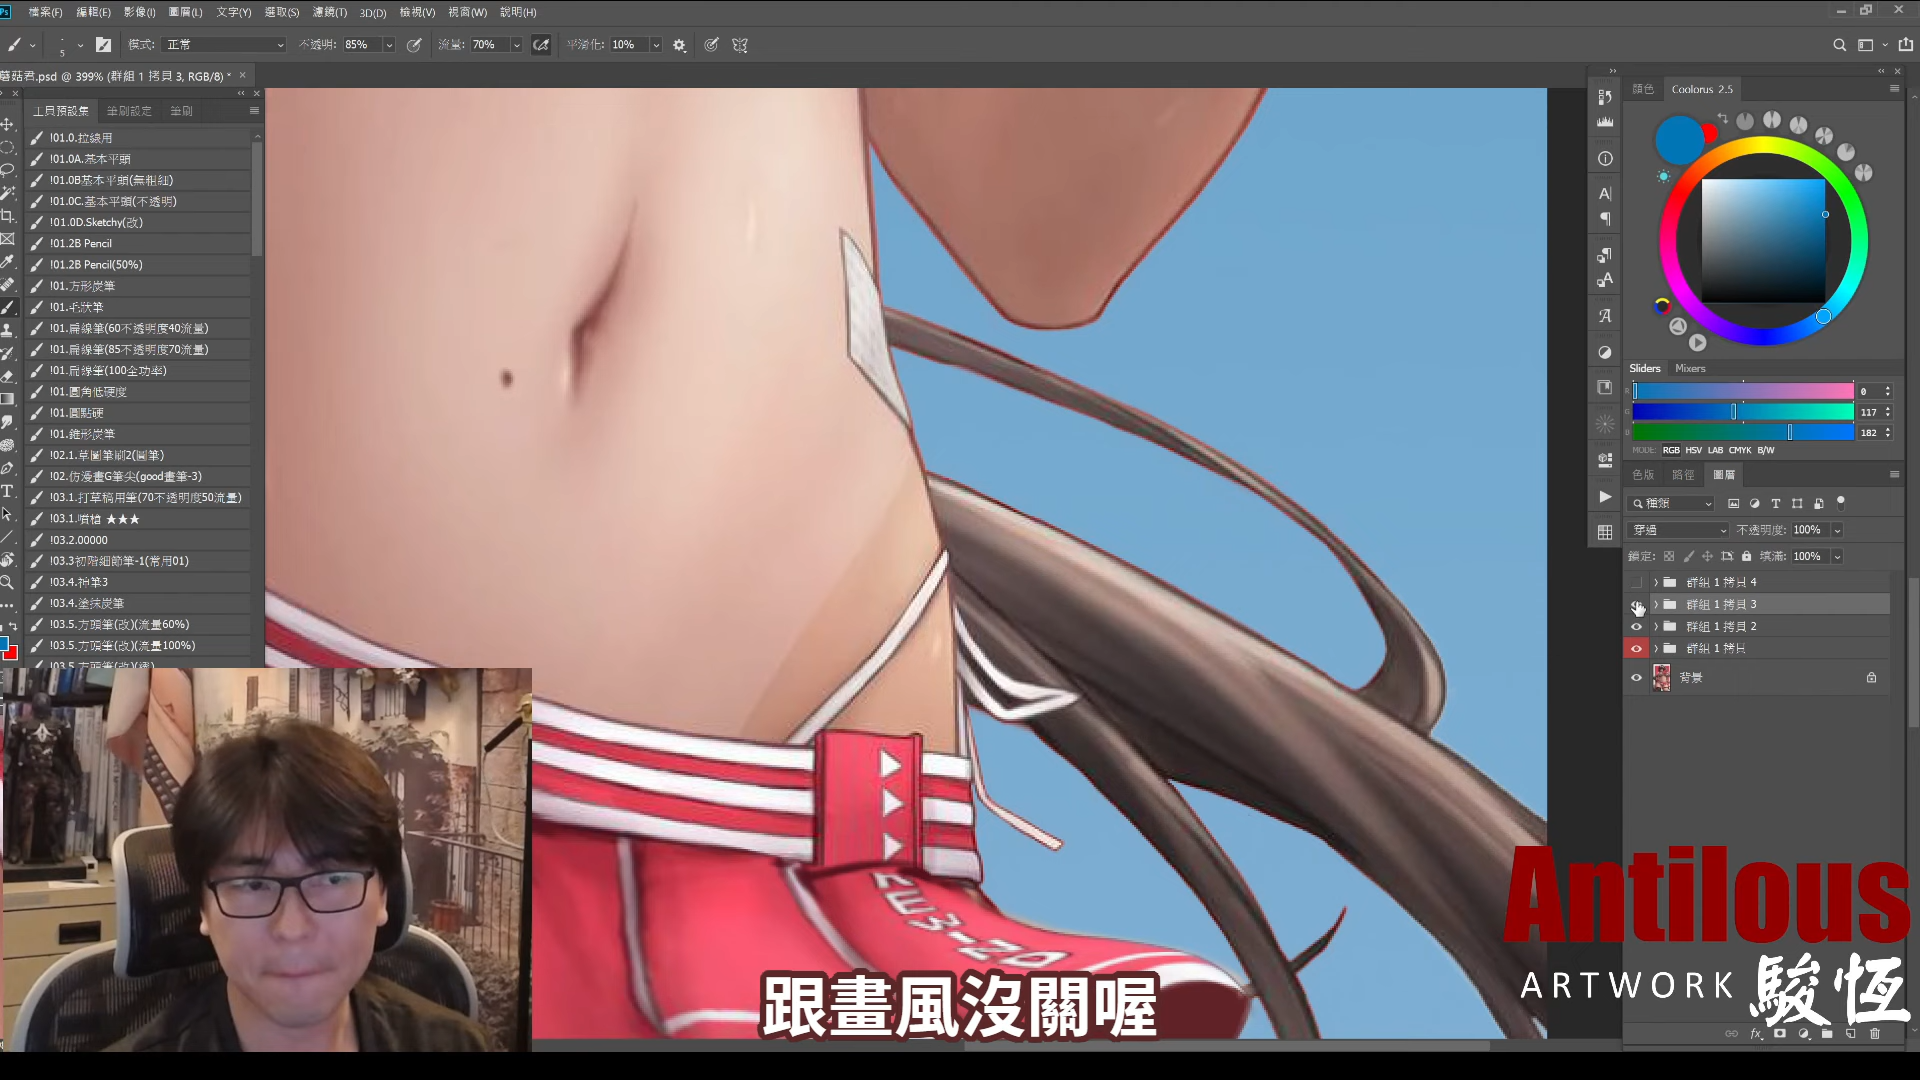 檔案(F) 編輯(E) 影像(I) 圖層(L) 文字(Y) 選取(S) 濾鏡(T) 3D(D) 檢視(V) 視窗(W) 說明(H)
5 模式: 正常 不透明: 85% 流量: 70% 平滑化: 10%
蘑菇君.psd @ 399% (群組 1 拷貝 3, RGB/8) *
工具預設集 筆刷設定 筆刷
!01.0.拉線用
!01.0A.基本平頭
!01.0B基本平頭(無粗細)
!01.0C.基本平頭(不透明)
!01.0D.Sketchy(改)
!01.2B Pencil
!01.2B Pencil(50%)
!01.方形炭筆
!01.毛狀筆
!01.扁線筆(60不透明度40流量)
!01.扁線筆(85不透明度70流量)
!01.扁線筆(100全功率)
!01.圓角低硬度
!01.圓點硬
!01.錐形炭筆
!02.1.草圖筆刷2(圓筆)
!02.仿漫畫G筆尖(good畫筆-3)
!03.1.打草稿用筆(70不透明度50流量)
!03.1.噴槍 ★★★
!03.2.00000
!03.3初階細節筆-1(常用01)
!03.4.神筆3
!03.4.塗抹炭筆
!03.5.方頭筆(改)(流量60%)
!03.5.方頭筆(改)(流量100%)
顏色 Coolorus 2.5
Sliders Mixers
R 0
G 117
B 182
MODE: RGB HSV LAB CMYK B/W
色版 路徑 圖層
種類
穿過 不透明度: 100%
鎖定: 填滿: 100%
群組 1 拷貝 4
群組 1 拷貝 3
群組 1 拷貝 2
群組 1 拷貝
背景
Antilous
ARTWORK 駿恆
跟畫風沒關喔